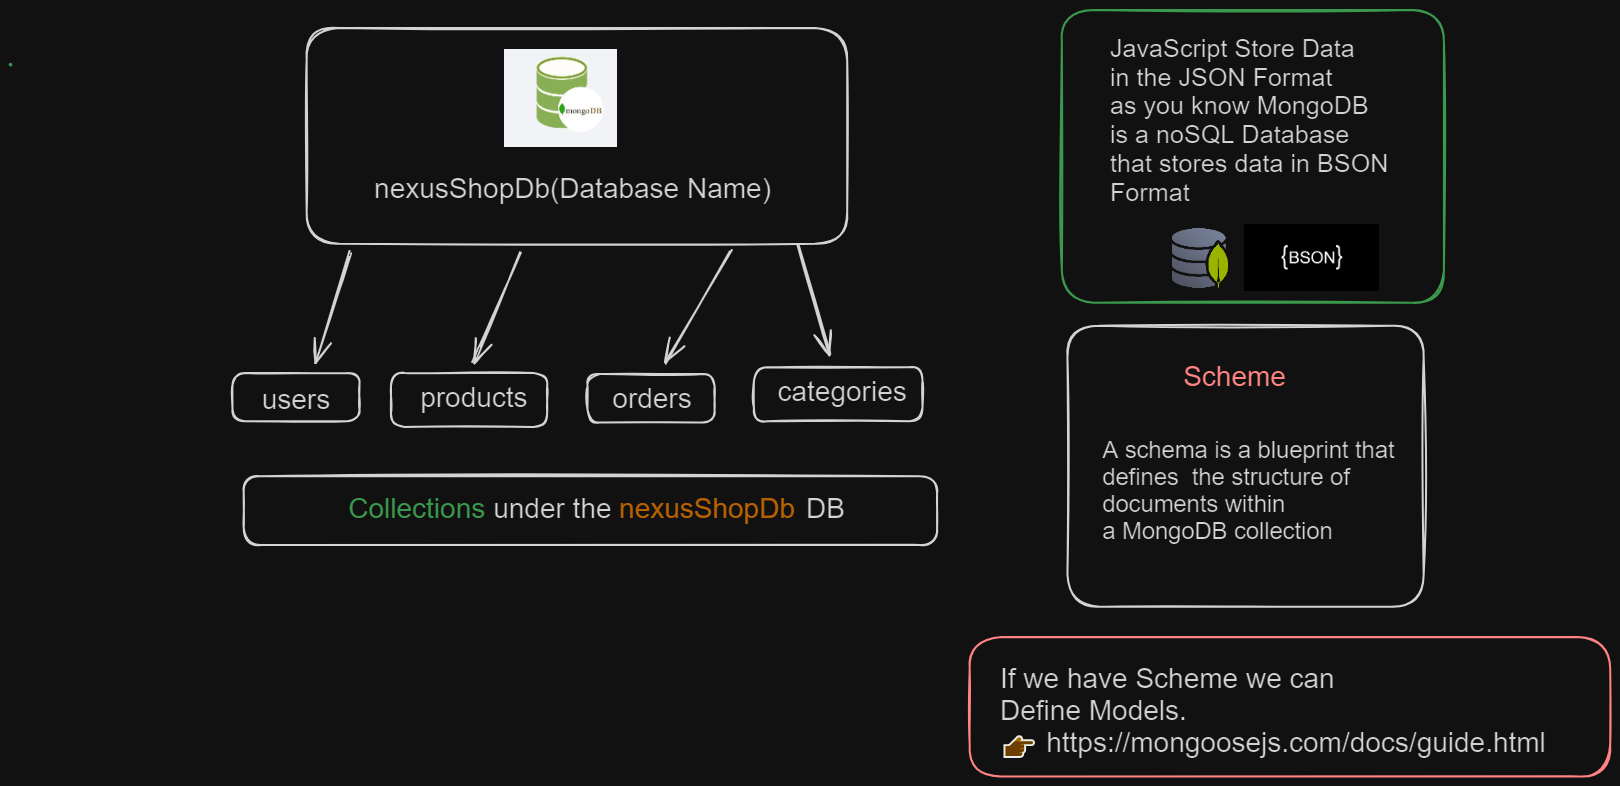 mongoDB
nexusShopDb(Database Name)
users
products
orders
categories
Collections under the nexusShopDb DB
JavaScript Store Data
in the JSON Format
as you know MongoDB
is a noSQL Database
that stores data in BSON
Format
{BSON}
Scheme
A schema is a blueprint that
defines the structure of
documents within
a MongoDB collection
If we have Scheme we can
Define Models.
https://mongoosejs.com/docs/guide.html